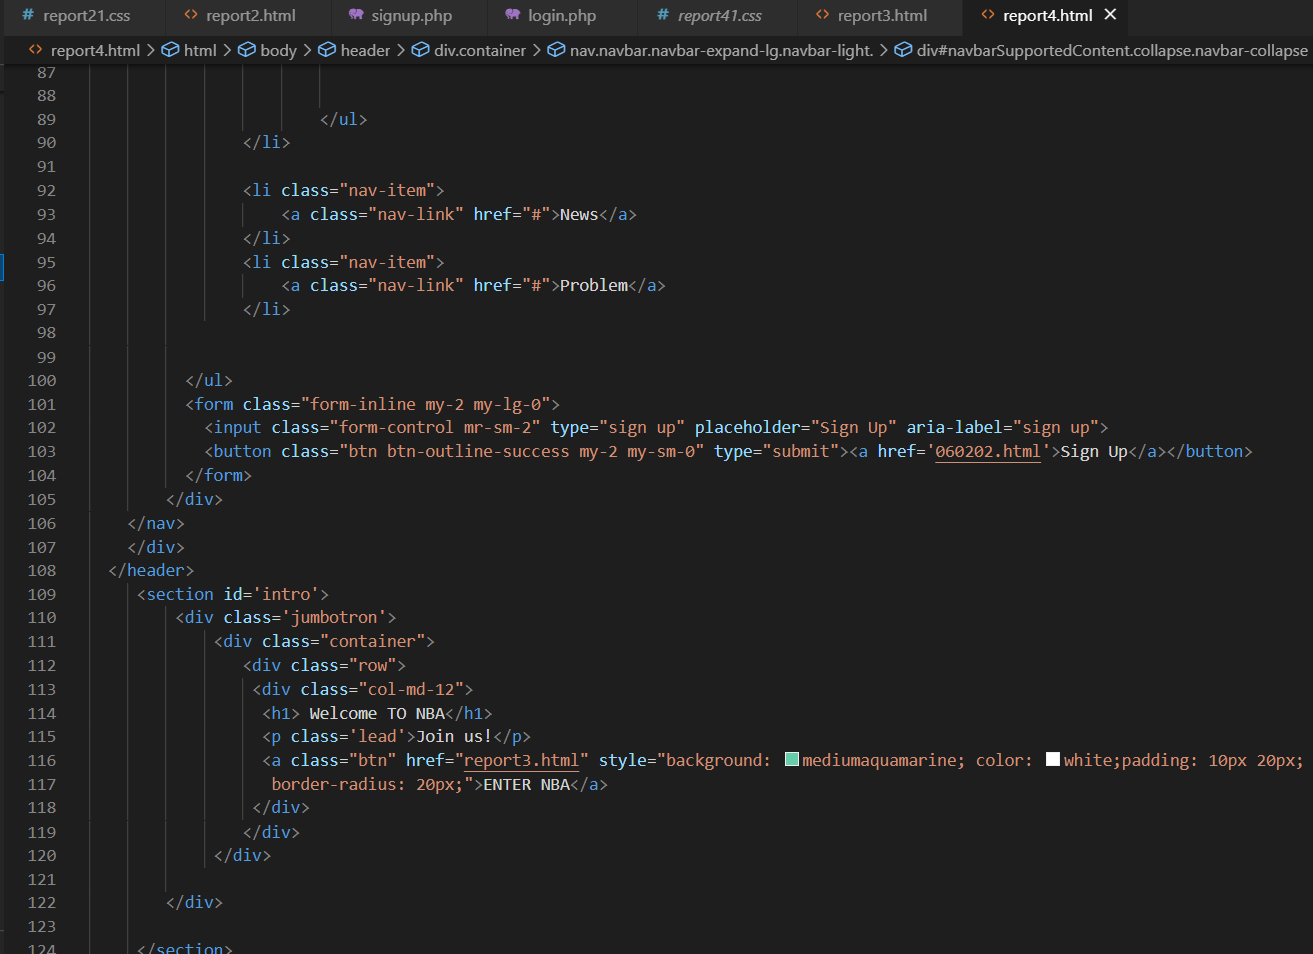 report21.css report2.html signup.php login.php report41.css report3.html report4.html
report4.html > html > body > header > div.container > nav.navbar.navbar-expand-lg.navbar-light. > div#navbarSupportedContent.collapse.navbar-collapse
87
88
89 </ul>
90 </li>
91
92 <li class="nav-item">
93 <a class="nav-link" href="#">News</a>
94 </li>
95 <li class="nav-item">
96 <a class="nav-link" href="#">Problem</a>
97 </li>
98
99
100 </ul>
101 <form class="form-inline my-2 my-lg-0">
102 <input class="form-control mr-sm-2" type="sign up" placeholder="Sign Up" aria-label="sign up">
103 <button class="btn btn-outline-success my-2 my-sm-0" type="submit"><a href='060202.html'>Sign Up</a></button>
104 </form>
105 </div>
106 </nav>
107 </div>
108 </header>
109 <section id='intro'>
110 <div class='jumbotron'>
111 <div class="container">
112 <div class="row">
113 <div class="col-md-12">
114 <h1> Welcome TO NBA</h1>
115 <p class='lead'>Join us!</p>
116 <a class="btn" href="report3.html" style="background: mediumaquamarine; color: white;padding: 10px 20px;
117 border-radius: 20px;">ENTER NBA</a>
118 </div>
119 </div>
120 </div>
121
122 </div>
123
124 </section>